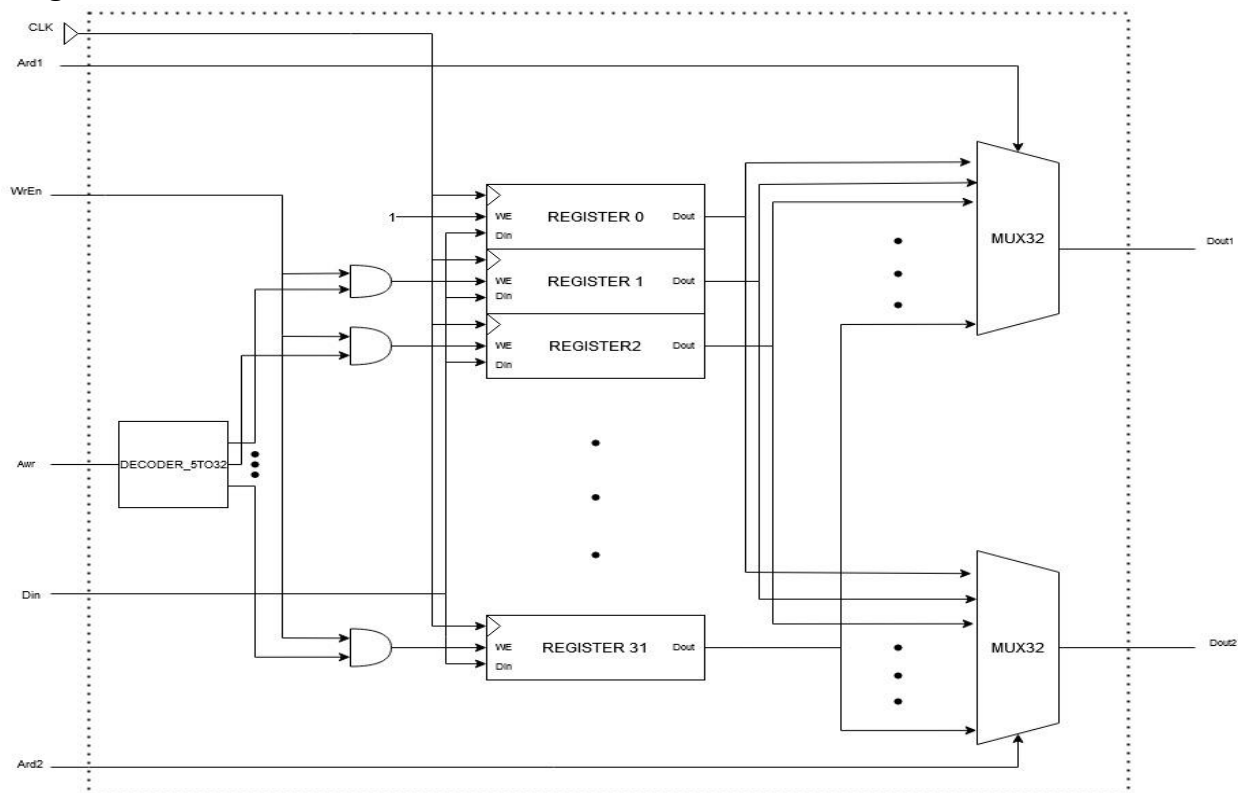 CLK
Ard1
WrEn
1
WE
Din
REGISTER 0
Dout
WE
Din
REGISTER 1
Dout
WE
Din
REGISTER2
Dout
MUX32
Dout1
Awr
DECODER_5TO32
Din
WE
Din
REGISTER 31
Dout
MUX32
Dout2
Ard2